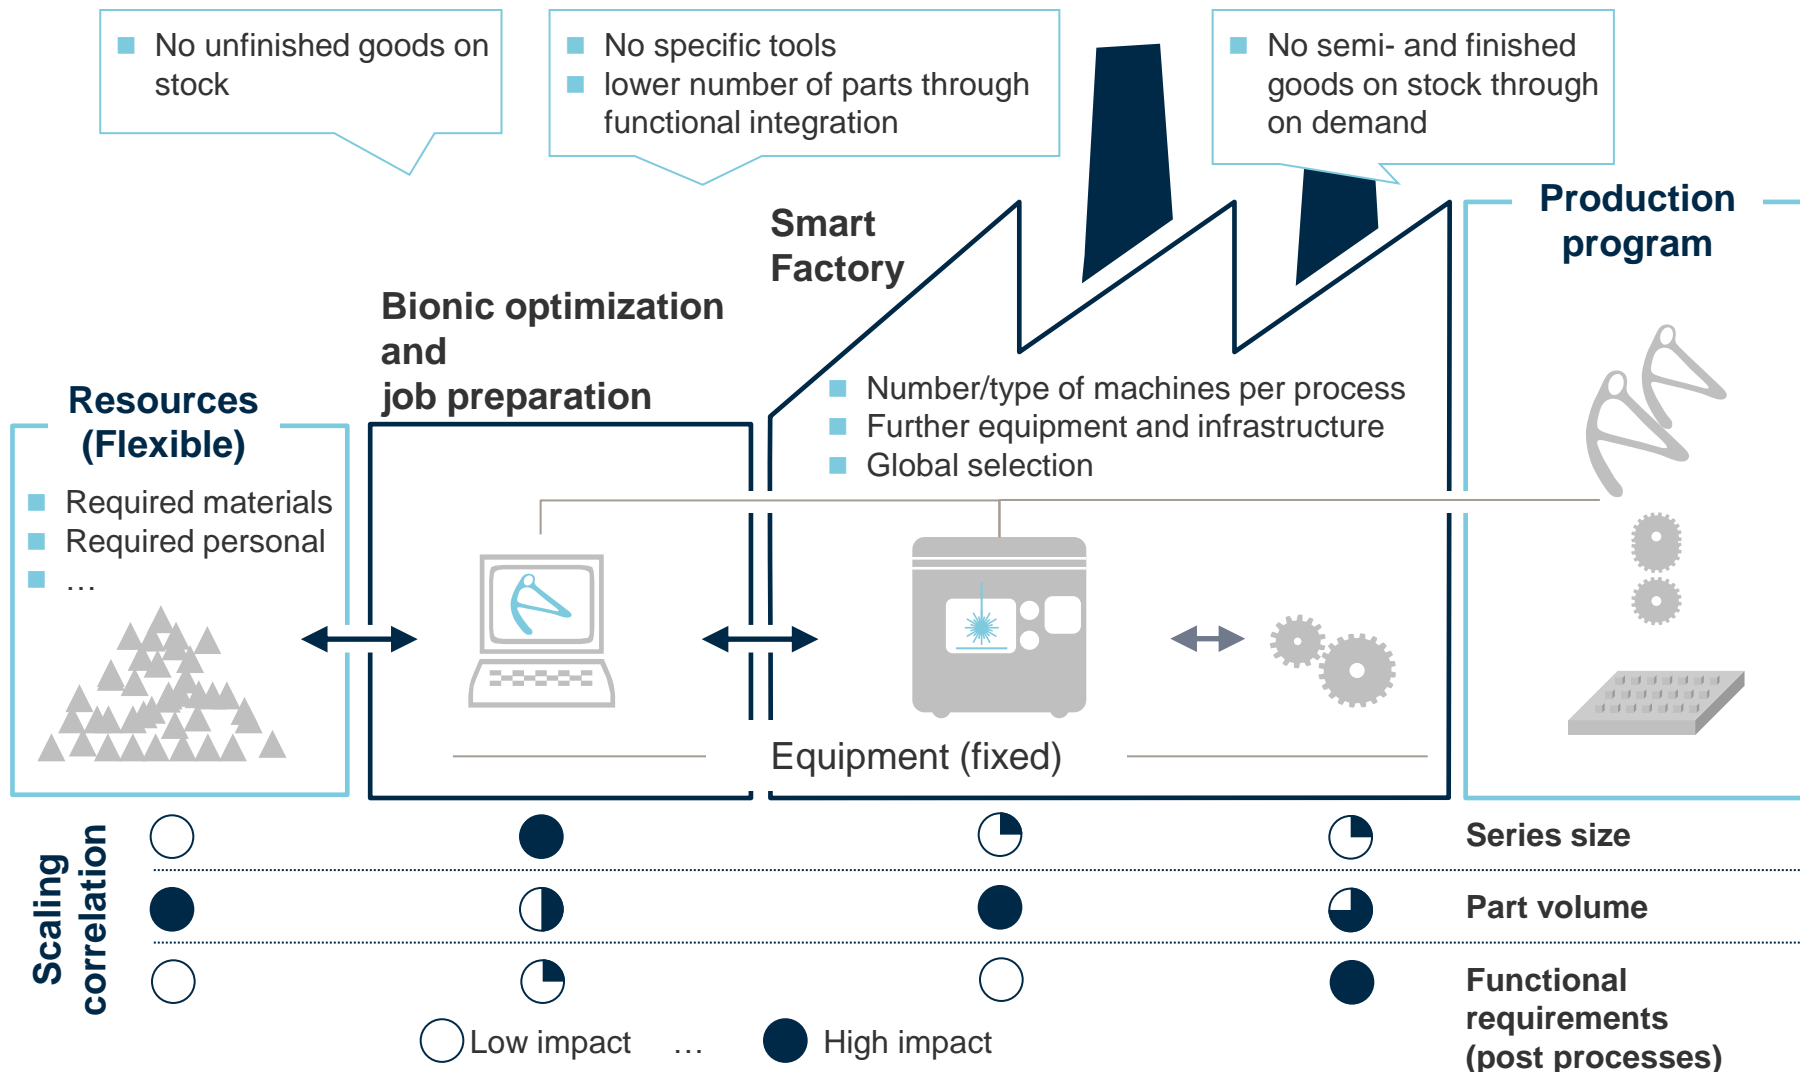 No unfinished goods on
stock
No specific tools
lower number of parts through
functional integration
No semi- and finished
goods on stock through
on demand
Smart
Factory
Production
program
Bionic optimization
and
job preparation
Resources
(Flexible)
Number/type of machines per process
Further equipment and infrastructure
Global selection
Required materials
Required personal
...
Equipment (fixed)
Scaling
correlation
Series size
Part volume
Functional
requirements
(post processes)
Low impact ... High impact